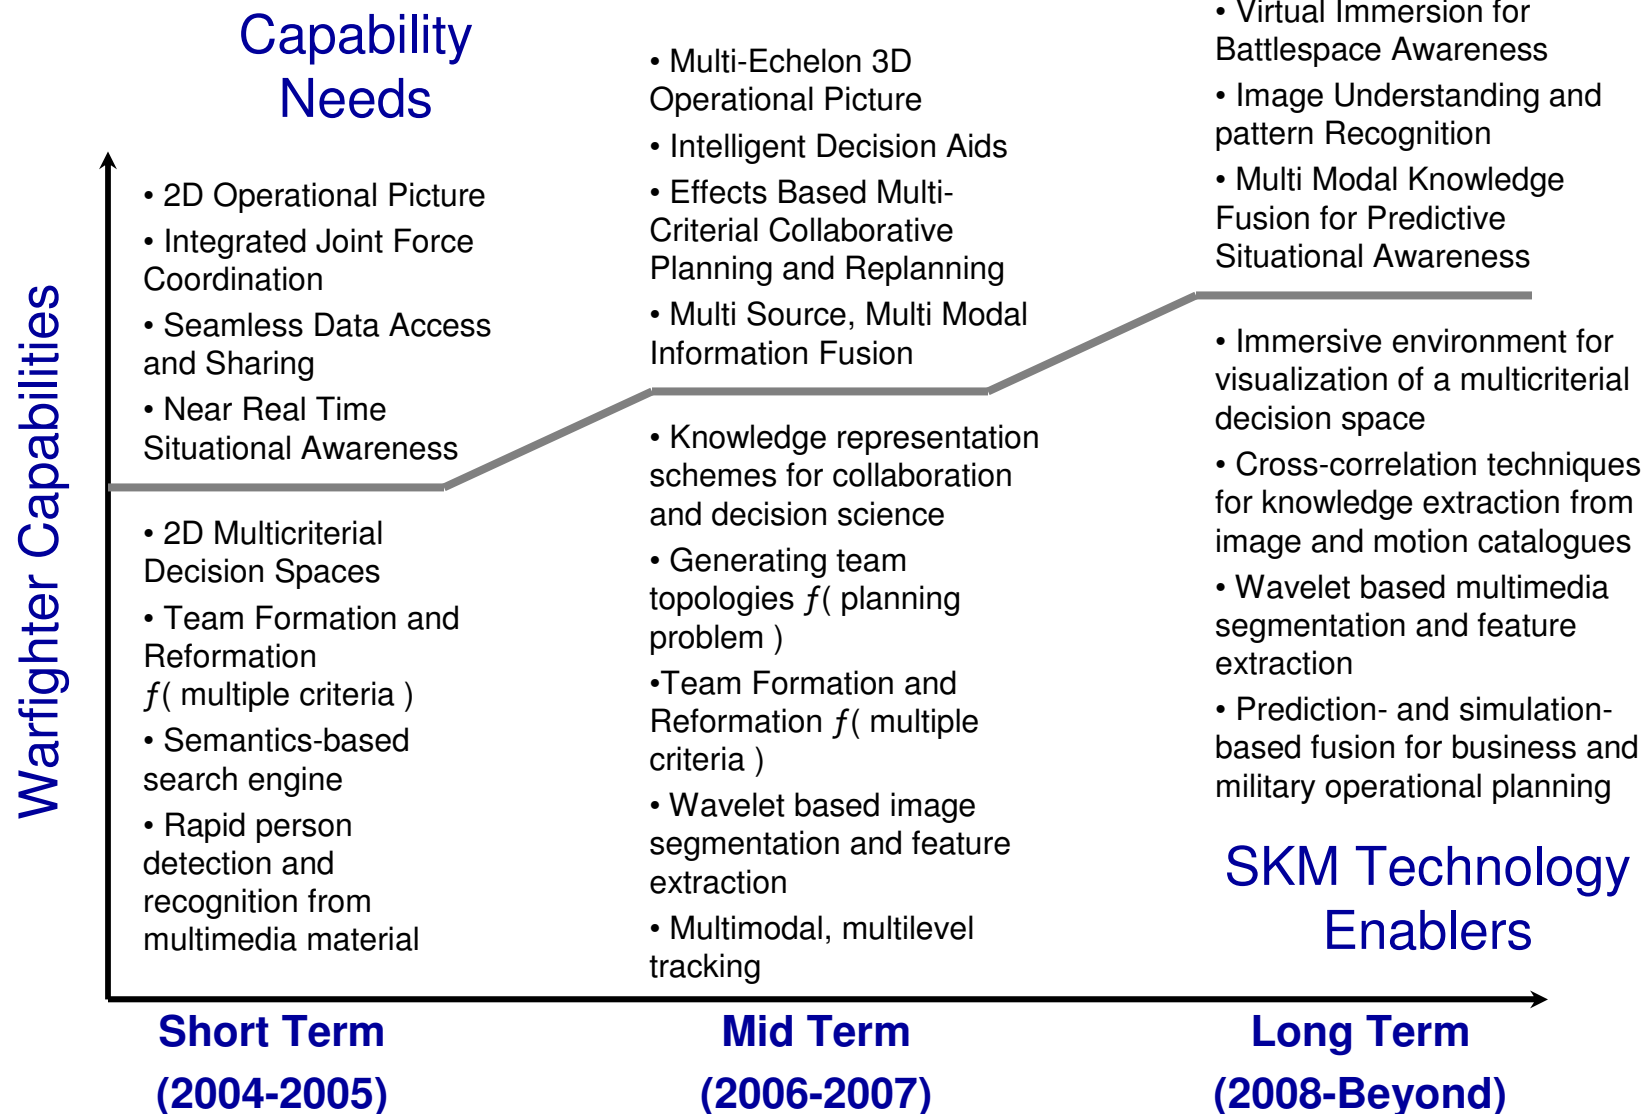 Capability
Needs
Warfighter Capabilities
• 2D Operational Picture
• Integrated Joint Force
Coordination
• Seamless Data Access
and Sharing
• Near Real Time
Situational Awareness
• 2D Multicriterial
Decision Spaces
• Team Formation and
Reformation
ƒ( multiple criteria )
• Semantics-based
search engine
• Rapid person
detection and
recognition from
multimedia material
• Multi-Echelon 3D
Operational Picture
• Intelligent Decision Aids
• Effects Based Multi-
Criterial Collaborative
Planning and Replanning
• Multi Source, Multi Modal
Information Fusion
• Knowledge representation
schemes for collaboration
and decision science
• Generating team
topologies ƒ( planning
problem )
•Team Formation and
Reformation ƒ( multiple
criteria )
• Wavelet based image
segmentation and feature
extraction
• Multimodal, multilevel
tracking
• Virtual Immersion for
Battlespace Awareness
• Image Understanding and
pattern Recognition
• Multi Modal Knowledge
Fusion for Predictive
Situational Awareness
• Immersive environment for
visualization of a multicriterial
decision space
• Cross-correlation techniques
for knowledge extraction from
image and motion catalogues
• Wavelet based multimedia
segmentation and feature
extraction
• Prediction- and simulation-
based fusion for business and
military operational planning
SKM Technology
Enablers
Short Term
(2004-2005)
Mid Term
(2006-2007)
Long Term
(2008-Beyond)